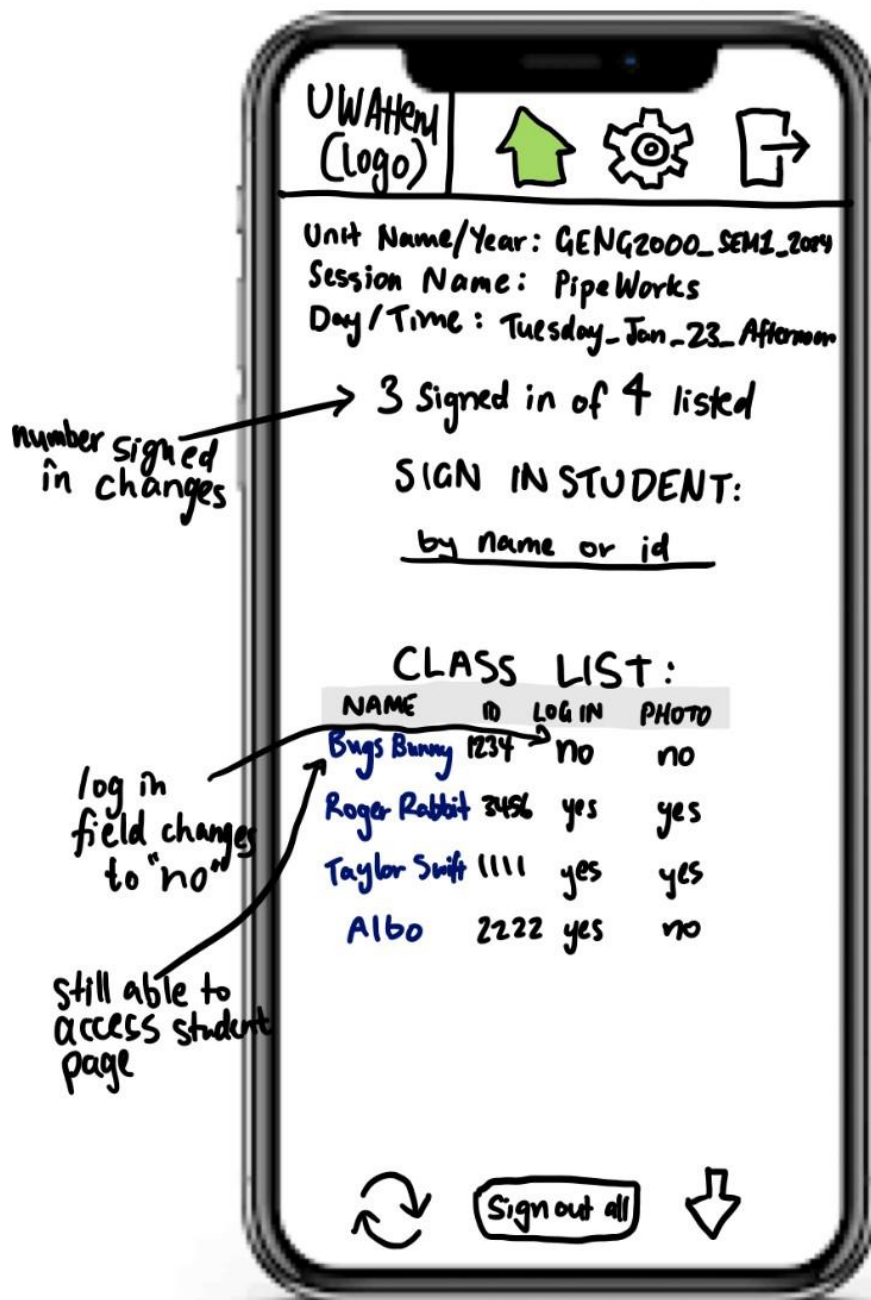 UWAttend
(Logo)
Unit Name/Year: GENG2000_SEM1_2024
Session Name: PipeWorks
Day/Time: Tuesday_Jan_23_Afternoon
3 Signed in of 4 listed
number signed
in changes
SIGN IN STUDENT:
by name or id
CLASS LIST:
NAME ID LOG IN PHOTO
Bugs Bunny 1234 no no
Roger Rabbit 3456 yes yes
Taylor Swift 1111 yes yes
Albo 2222 yes no
log in
field changes
to "no"
still able to
access student
page
Sign out all